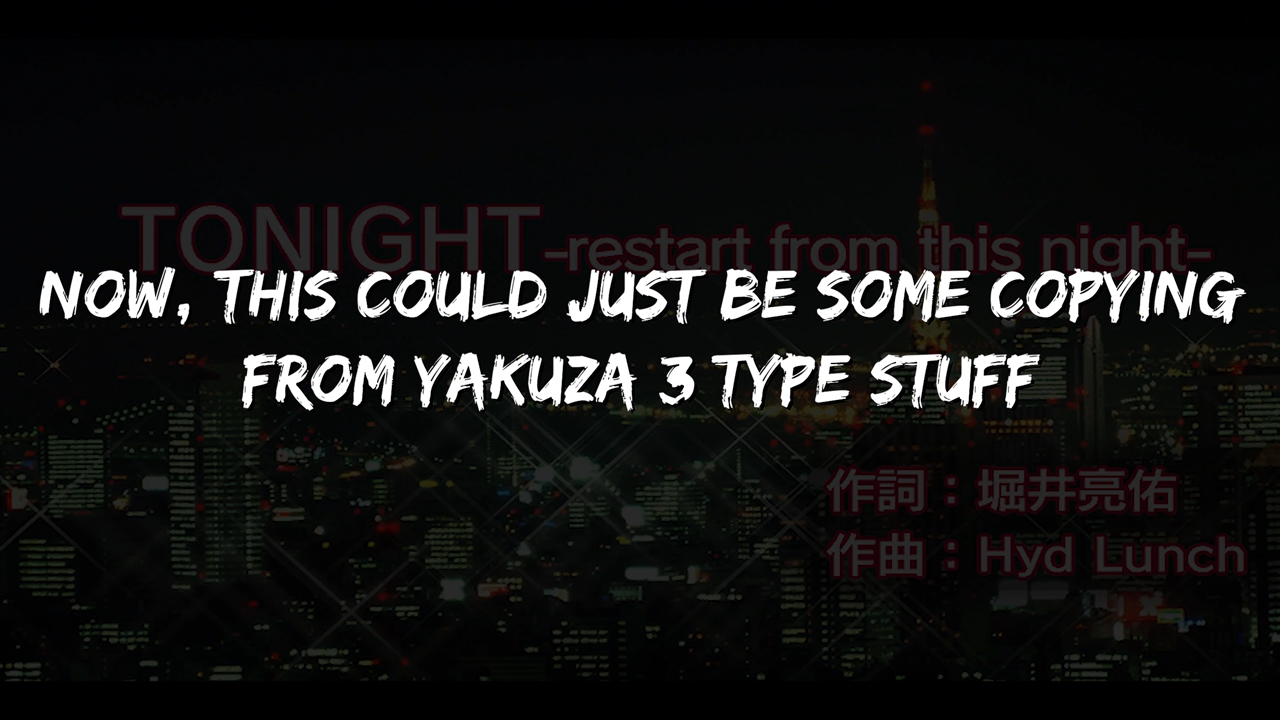 TONIGHT -restart from this night-
NOW, THIS COULD JUST BE SOME COPYING
FROM YAKUZA 3 TYPE STUFF
作詞：堀井亮佑
作曲：Hyd Lunch